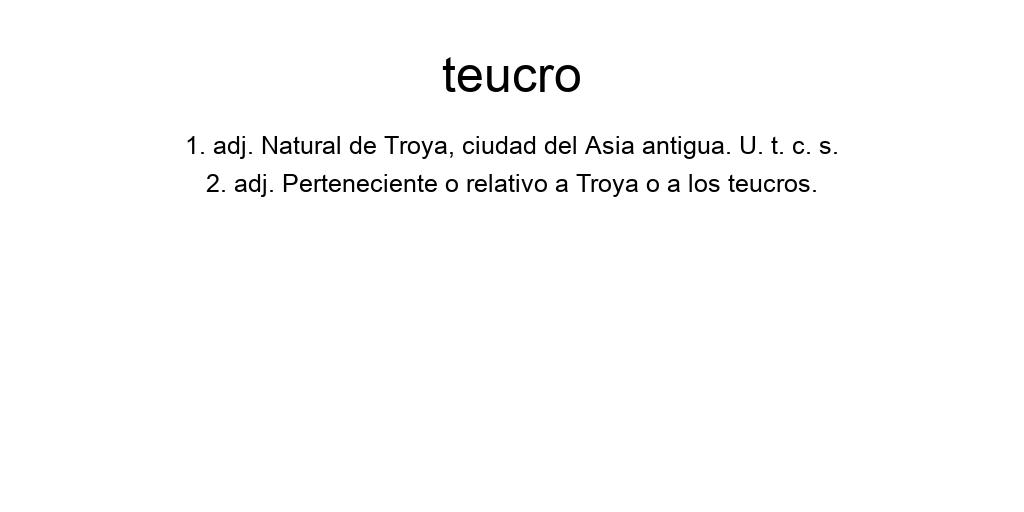 teucro
1. adj. Natural de Troya, ciudad del Asia antigua. U. t. c. s.
2. adj. Perteneciente o relativo a Troya o a los teucros.